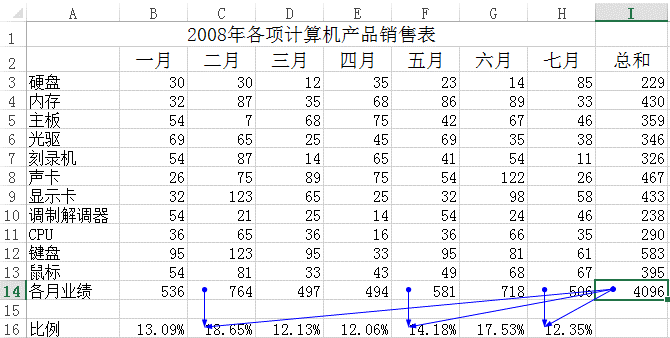 A B C D E F G H I
1 2008年各项计算机产品销售表
2 一月 二月 三月 四月 五月 六月 七月 总和
3 硬盘 30 30 12 35 23 14 85 229
4 内存 32 87 35 68 86 89 33 430
5 主板 54 7 68 75 42 67 46 359
6 光驱 69 65 25 45 69 35 38 346
7 刻录机 54 87 14 65 41 54 11 326
8 声卡 26 75 89 75 54 122 26 467
9 显示卡 32 123 65 25 32 98 58 433
10 调制解调器 54 21 25 14 54 24 46 238
11 CPU 36 65 36 16 36 66 35 290
12 键盘 95 123 95 33 95 81 61 583
13 鼠标 54 81 33 43 49 68 67 395
14 各月业绩 536 764 497 494 581 718 506 4096
15
16 比例 13.09% 18.65% 12.13% 12.06% 14.18% 17.53% 12.35%